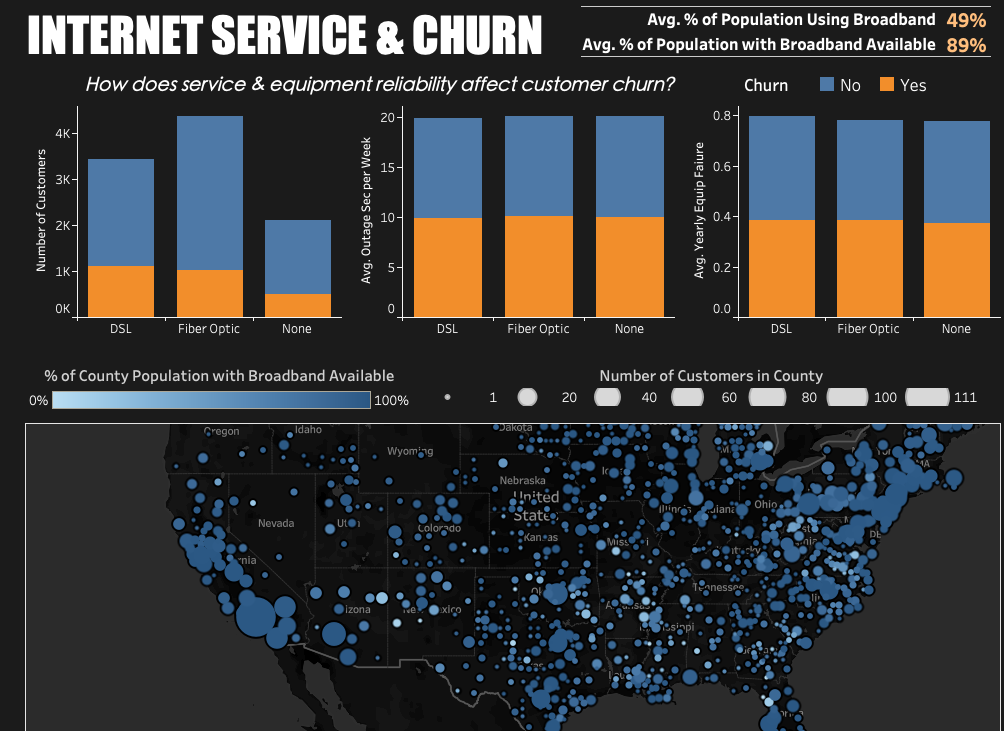 INTERNET SERVICE & CHURN
Avg. % of Population Using Broadband 49%
Avg. % of Population with Broadband Available 89%
How does service & equipment reliability affect customer churn?
Churn No Yes
Number of Customers
4K
3K
2K
1K
0K
DSL Fiber Optic None
Avg. Outage Sec per Week
20
15
10
5
0
DSL Fiber Optic None
Avg. Yearly Equip Faiure
0.8
0.6
0.4
0.2
0.0
DSL Fiber Optic None
% of County Population with Broadband Available
0% 100%
Number of Customers in County
1 20 40 60 80 100 111
Oregon Idaho Dakota
Wyoming
Nebraska
United
State
Nevada Ut Colorado Kansas Ohio
Tennessee